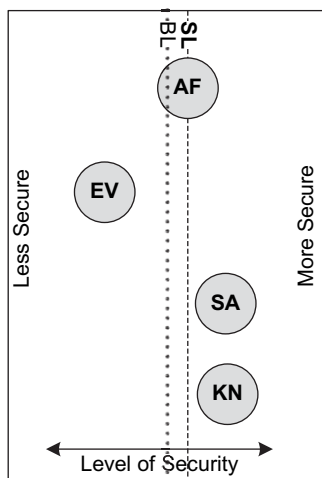 BL
SL
AF
EV
Less Secure
More Secure
SA
KN
Level of Security